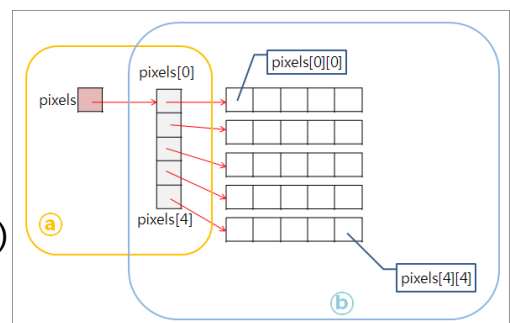 pixels[0][0]
pixels[0]
pixels
pixels[4]
ⓐ
pixels[4][4]
ⓑ
)